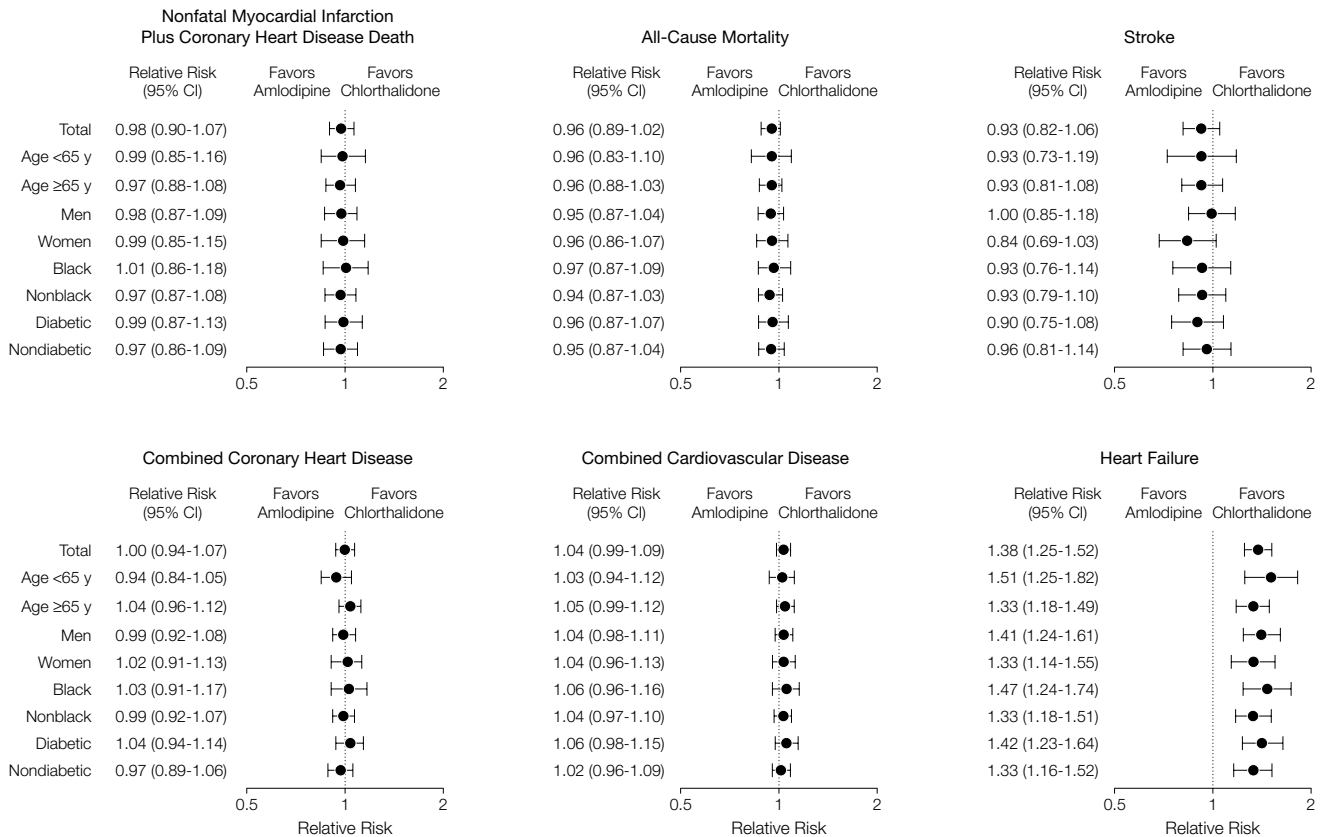 Nonfatal Myocardial Infarction
Plus Coronary Heart Disease Death
Relative Risk
(95% CI)
Favors
Amlodipine
Favors
Chlorthalidone
Total 0.98 (0.90-1.07)
Age <65 y 0.99 (0.85-1.16)
Age ≥65 y 0.97 (0.88-1.08)
Men 0.98 (0.87-1.09)
Women 0.99 (0.85-1.15)
Black 1.01 (0.86-1.18)
Nonblack 0.97 (0.87-1.08)
Diabetic 0.99 (0.87-1.13)
Nondiabetic 0.97 (0.86-1.09)
0.5 1 2
All-Cause Mortality
Relative Risk
(95% CI)
Favors
Amlodipine
Favors
Chlorthalidone
0.96 (0.89-1.02)
0.96 (0.83-1.10)
0.96 (0.88-1.03)
0.95 (0.87-1.04)
0.96 (0.86-1.07)
0.97 (0.87-1.09)
0.94 (0.87-1.03)
0.96 (0.87-1.07)
0.95 (0.87-1.04)
0.5 1 2
Stroke
Relative Risk
(95% CI)
Favors
Amlodipine
Favors
Chlorthalidone
0.93 (0.82-1.06)
0.93 (0.73-1.19)
0.93 (0.81-1.08)
1.00 (0.85-1.18)
0.84 (0.69-1.03)
0.93 (0.76-1.14)
0.93 (0.79-1.10)
0.90 (0.75-1.08)
0.96 (0.81-1.14)
0.5 1 2
Combined Coronary Heart Disease
Relative Risk
(95% CI)
Favors
Amlodipine
Favors
Chlorthalidone
Total 1.00 (0.94-1.07)
Age <65 y 0.94 (0.84-1.05)
Age ≥65 y 1.04 (0.96-1.12)
Men 0.99 (0.92-1.08)
Women 1.02 (0.91-1.13)
Black 1.03 (0.91-1.17)
Nonblack 0.99 (0.92-1.07)
Diabetic 1.04 (0.94-1.14)
Nondiabetic 0.97 (0.89-1.06)
0.5 1 2
Relative Risk
Combined Cardiovascular Disease
Relative Risk
(95% CI)
Favors
Amlodipine
Favors
Chlorthalidone
1.04 (0.99-1.09)
1.03 (0.94-1.12)
1.05 (0.99-1.12)
1.04 (0.98-1.11)
1.04 (0.96-1.13)
1.06 (0.96-1.16)
1.04 (0.97-1.10)
1.06 (0.98-1.15)
1.02 (0.96-1.09)
0.5 1 2
Relative Risk
Heart Failure
Relative Risk
(95% CI)
Favors
Amlodipine
Favors
Chlorthalidone
1.38 (1.25-1.52)
1.51 (1.25-1.82)
1.33 (1.18-1.49)
1.41 (1.24-1.61)
1.33 (1.14-1.55)
1.47 (1.24-1.74)
1.33 (1.18-1.51)
1.42 (1.23-1.64)
1.33 (1.16-1.52)
0.5 1 2
Relative Risk